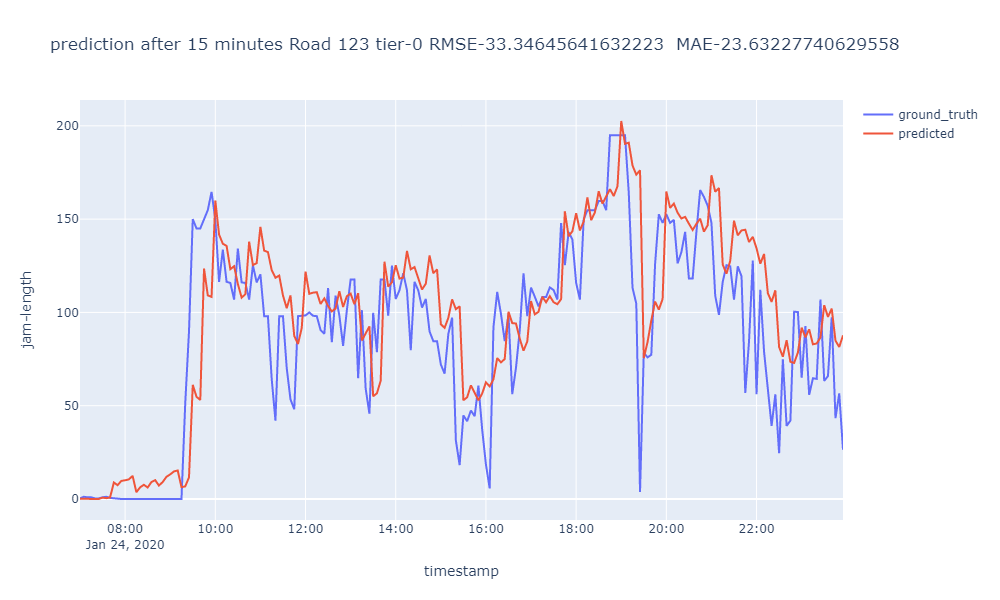 prediction after 15 minutes Road 123 tier-0 RMSE-33.34645641632223 MAE-23.63227740629558
ground_truth
predicted
200
150
100
50
0
jam-length
08:00 10:00 12:00 14:00 16:00 18:00 20:00 22:00
Jan 24, 2020
timestamp